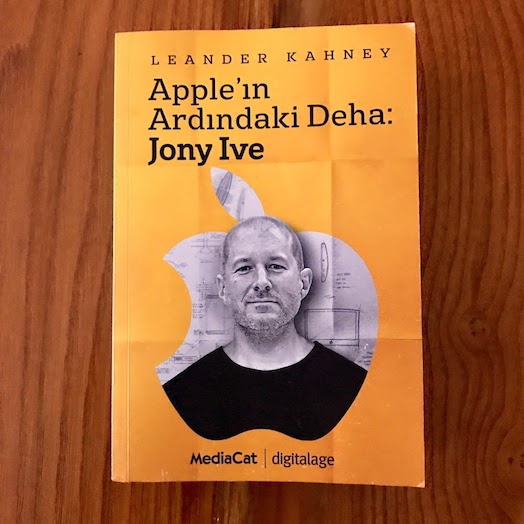 LEANDER KAHNEY
Apple'ın
Ardındaki Deha:
Jony Ive
MediaCat | digitalage